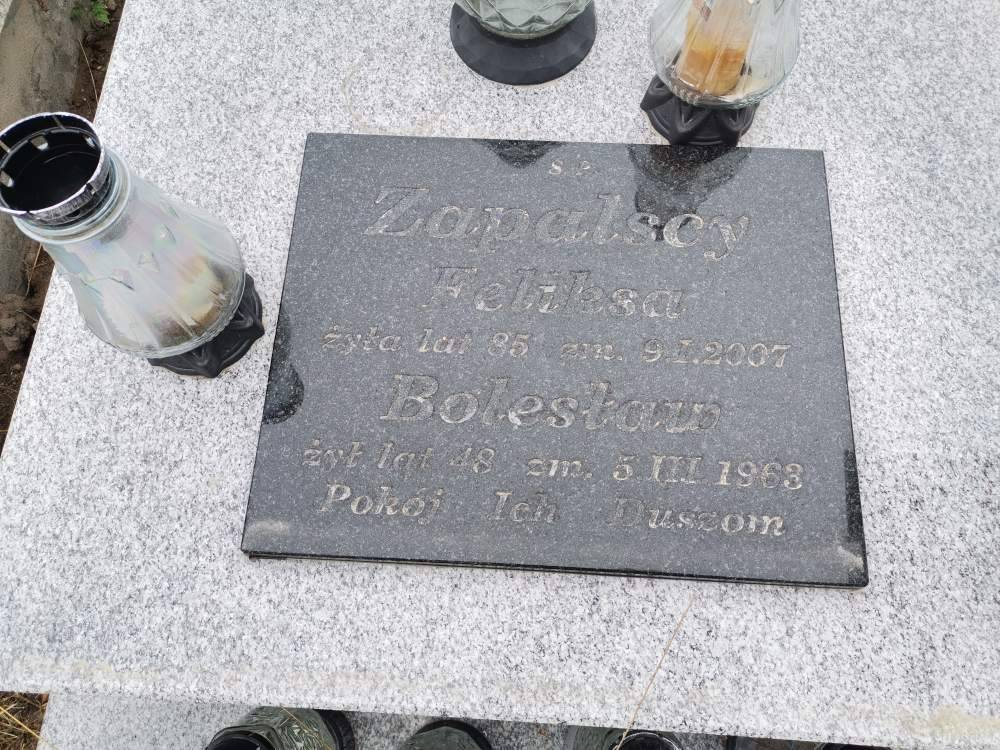 Ś.P.
Zapalscy
Feliksa
żyła lat 85 zm. 9.I.2007
Bolesław
żył lat 48 zm. 5 III 1963
Pokój Ich Duszom